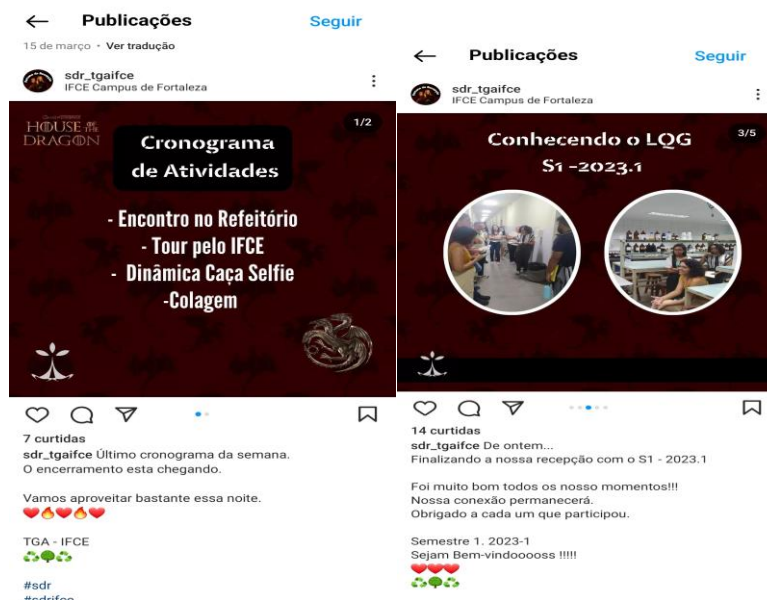 Publicações
Seguir
15 de março • Ver tradução
sdr_tgaifce
IFCE Campus de Fortaleza
HOUSE OF THE
DRAGON
1/2
Cronograma
de Atividades
- Encontro no Refeitório
- Tour pelo IFCE
- Dinâmica Caça Selfie
-Colagem
7 curtidas
sdr_tgaifce Último cronograma da semana.
O encerramento esta chegando.
Vamos aproveitar bastante essa noite.
TGA - IFCE
#sdr
#sdrifce
Publicações
Seguir
sdr_tgaifce
IFCE Campus de Fortaleza
3/5
Conhecendo o LQG
S1 -2023.1
14 curtidas
sdr_tgaifce De ontem...
Finalizando a nossa recepção com o S1 - 2023.1
Foi muito bom todos os nosso momentos!!!
Nossa conexão permanecerá.
Obrigado a cada um que participou.
Semestre 1. 2023-1
Sejam Bem-vindooooss !!!!!